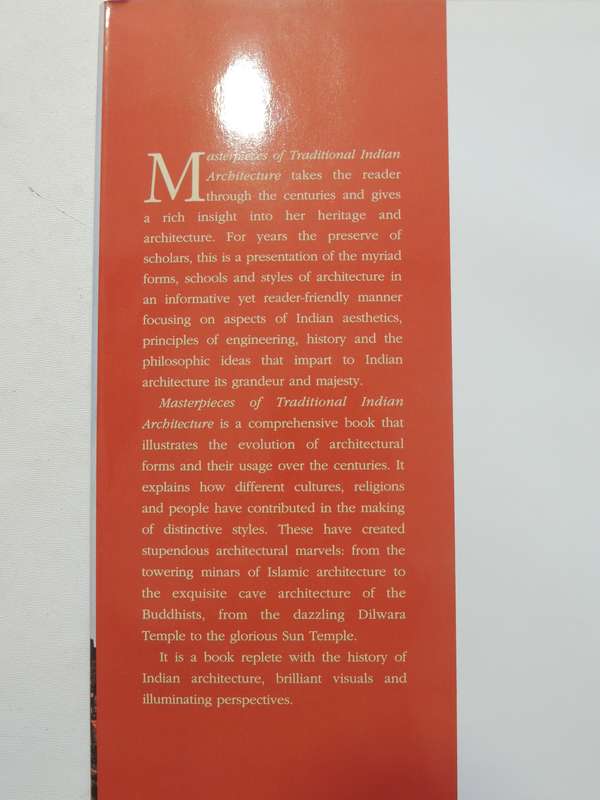 Masterpieces of Traditional Indian
Architecture takes the reader
through the centuries and gives
a rich insight into her heritage and
architecture. For years the preserve of
scholars, this is a presentation of the myriad
forms, schools and styles of architecture in
an informative yet reader-friendly manner
focusing on aspects of Indian aesthetics,
principles of engineering, history and the
philosophic ideas that impart to Indian
architecture its grandeur and majesty.
Masterpieces of Traditional Indian
Architecture is a comprehensive book that
illustrates the evolution of architectural
forms and their usage over the centuries. It
explains how different cultures, religions
and people have contributed in the making
of distinctive styles. These have created
stupendous architectural marvels: from the
towering minars of Islamic architecture to
the exquisite cave architecture of the
Buddhists, from the dazzling Dilwara
Temple to the glorious Sun Temple.
It is a book replete with the history of
Indian architecture, brilliant visuals and
illuminating perspectives.